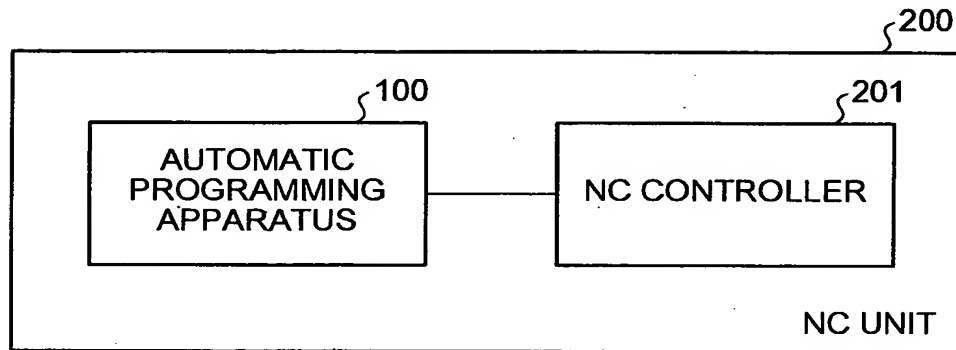 200
100
201
AUTOMATIC
PROGRAMMING
APPARATUS
NC CONTROLLER
NC UNIT